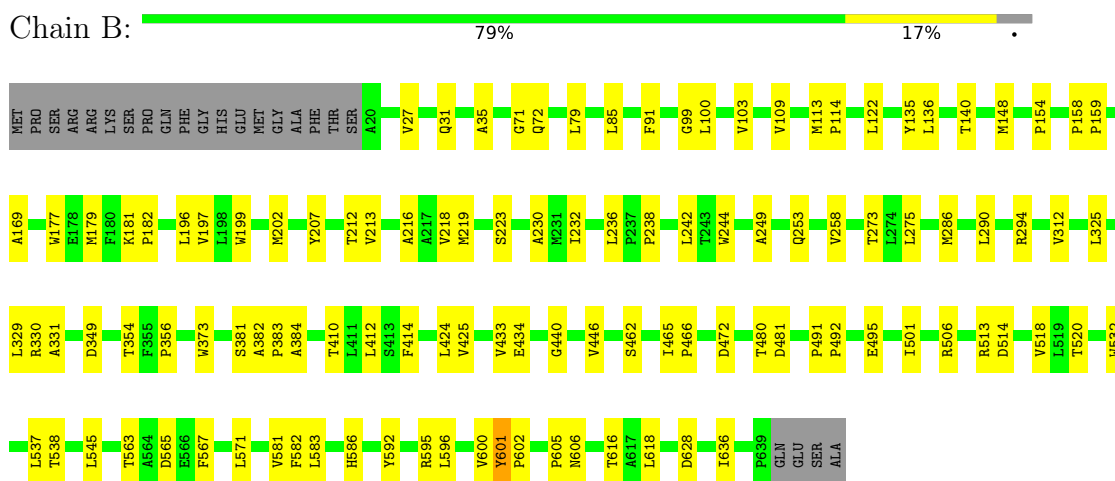 Chain B:
79% 17% •
MET PRO SER ARG ARG LYS SER PRO GLN PHE GLY HIS GLU MET GLY ALA PHE THR SER A20 V27 Q31 A35 G71 Q72 L79 L85 F91 G99 L100 V103 V109 M113 P114 L122 Y135 L136 T140 M148 P154 P158 P159
A169 W177 E178 M179 F180 K181 P182 L196 V197 L198 W199 M202 Y207 T212 V213 A216 A217 V218 M219 S223 A230 M231 I232 L236 P237 P238 L242 T243 W244 A249 Q253 V258 T273 L274 L275 M286 L290 R294 V312 L325
L329 R330 A331 D349 T354 F355 P356 W373 S381 A382 P383 A384 T410 L411 L412 S413 F414 L424 V425 V433 E434 G440 V446 S462 I465 P466 D472 T480 D481 P491 P492 E495 I501 R506 R513 D514 V518 L519 T520
L537 T538 L545 T563 A564 D565 E566 F567 L571 V581 F582 L583 H586 Y592 R595 L596 V600 Y601 P602 P605 N606 T616 A617 L618 D628 I636 P639 GLN GLU SER ALA